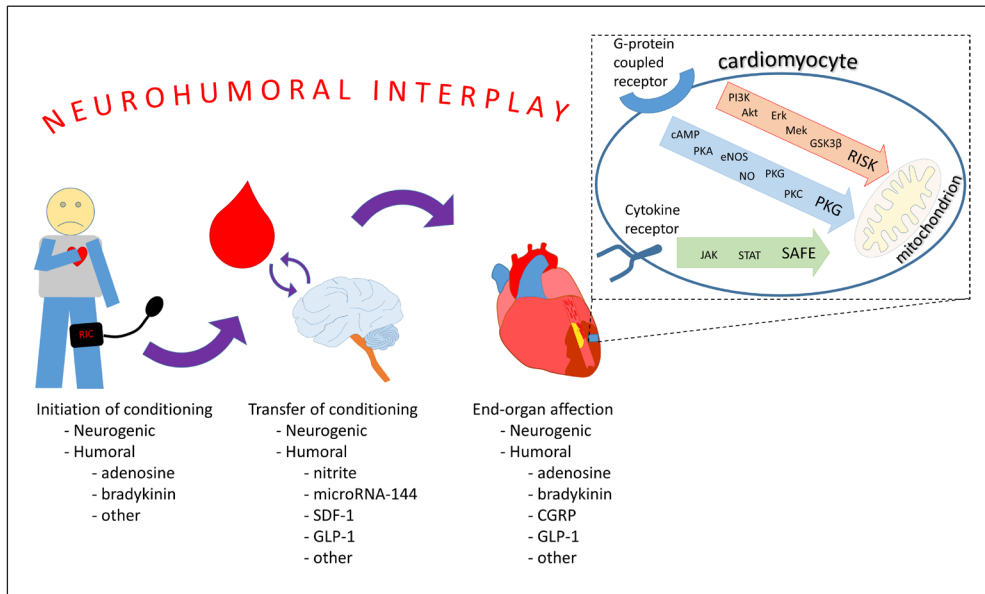 NEUROHUMORAL INTERPLAY
G-protein
coupled
receptor
cardiomyocyte
PI3K
Akt
Erk
Mek
GSK3β
RISK
cAMP
PKA
eNOS
NO
PKG
PKC
PKG
mitochondrion
Cytokine
receptor
JAK
STAT
SAFE
RIC
Initiation of conditioning
- Neurogenic
- Humoral
- adenosine
- bradykinin
- other
Transfer of conditioning
- Neurogenic
- Humoral
- nitrite
- microRNA-144
- SDF-1
- GLP-1
- other
End-organ affection
- Neurogenic
- Humoral
- adenosine
- bradykinin
- CGRP
- GLP-1
- other